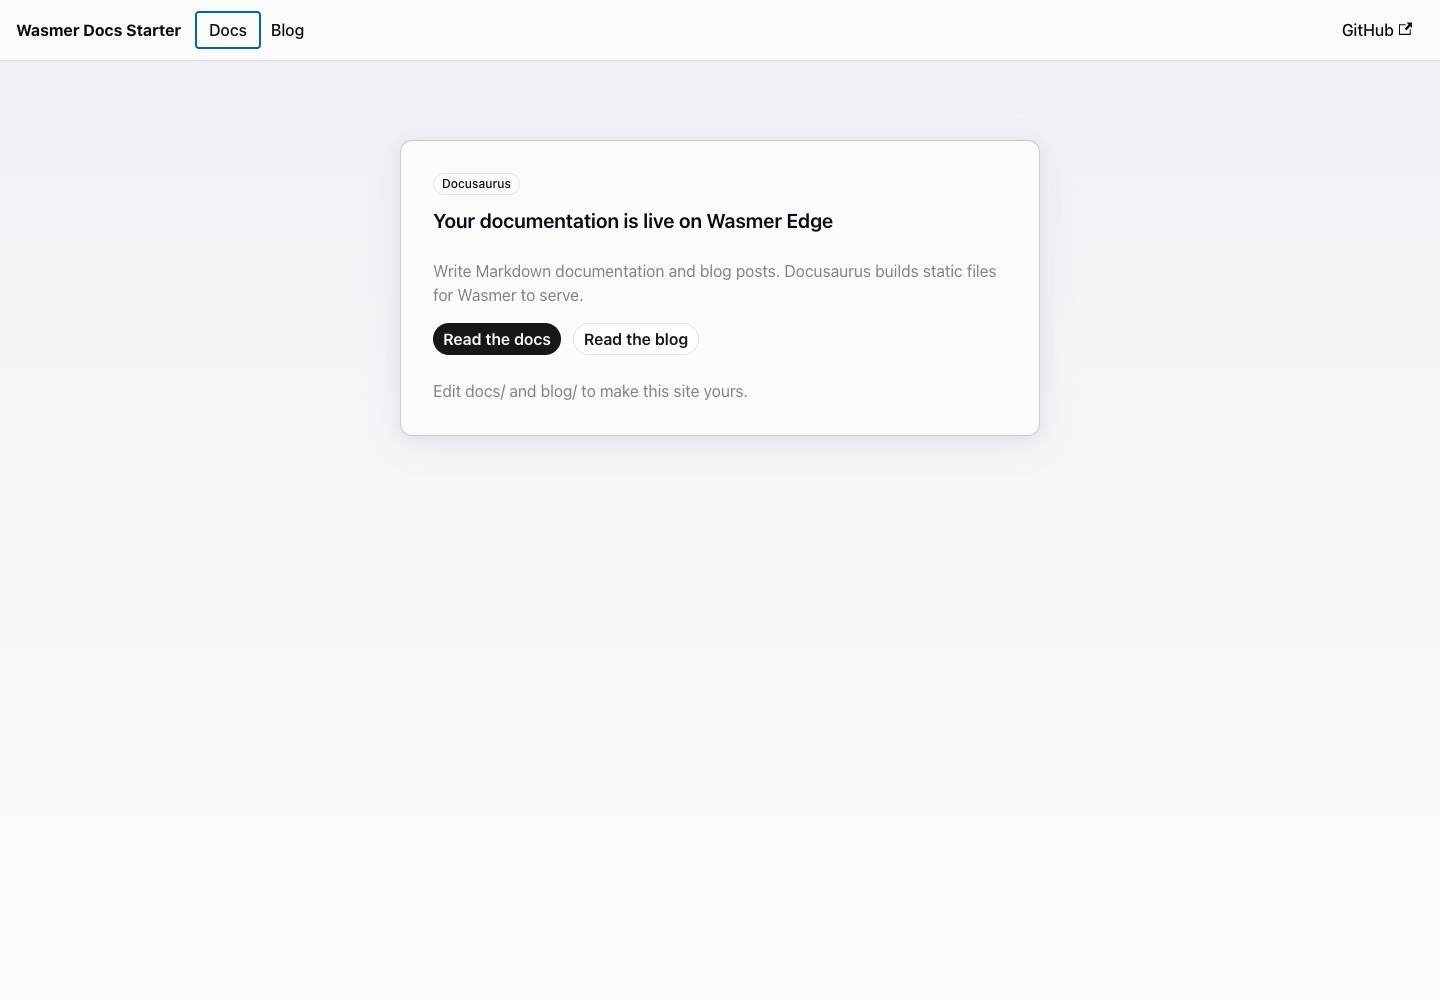 Wasmer Docs Starter Docs Blog GitHub
Docusaurus
Your documentation is live on Wasmer Edge
Write Markdown documentation and blog posts. Docusaurus builds static files
for Wasmer to serve.
Read the docs Read the blog
Edit docs/ and blog/ to make this site yours.